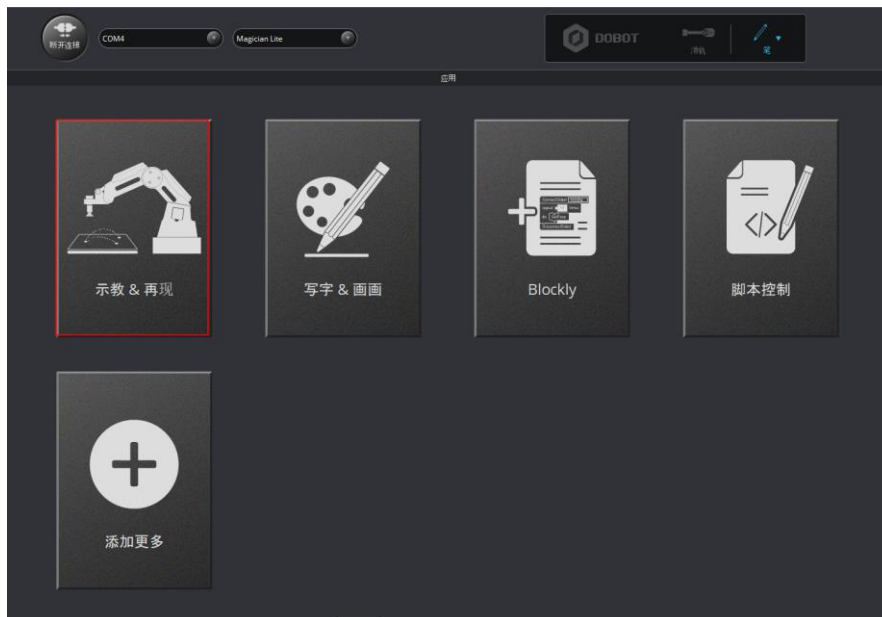 断开连接
COM4
Magician Lite
DOBOT
滑轨
笔
应用
示教 & 再现
写字 & 画画
Blockly
脚本控制
添加更多